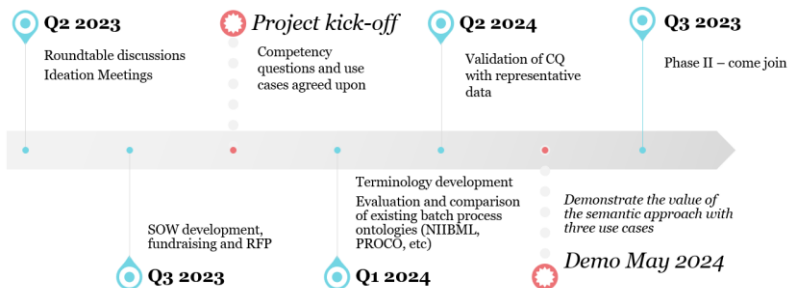 Q2 2023
Roundtable discussions
Ideation Meetings
Project kick-off
Competency
questions and use
cases agreed upon
Q2 2024
Validation of CQ
with representative
data
Q3 2023
Phase II – come join
SOW development,
fundraising and RFP
Q3 2023
Terminology development
Evaluation and comparison
of existing batch process
ontologies (NIIBML,
PROCO, etc)
Q1 2024
Demonstrate the value of
the semantic approach with
three use cases
Demo May 2024